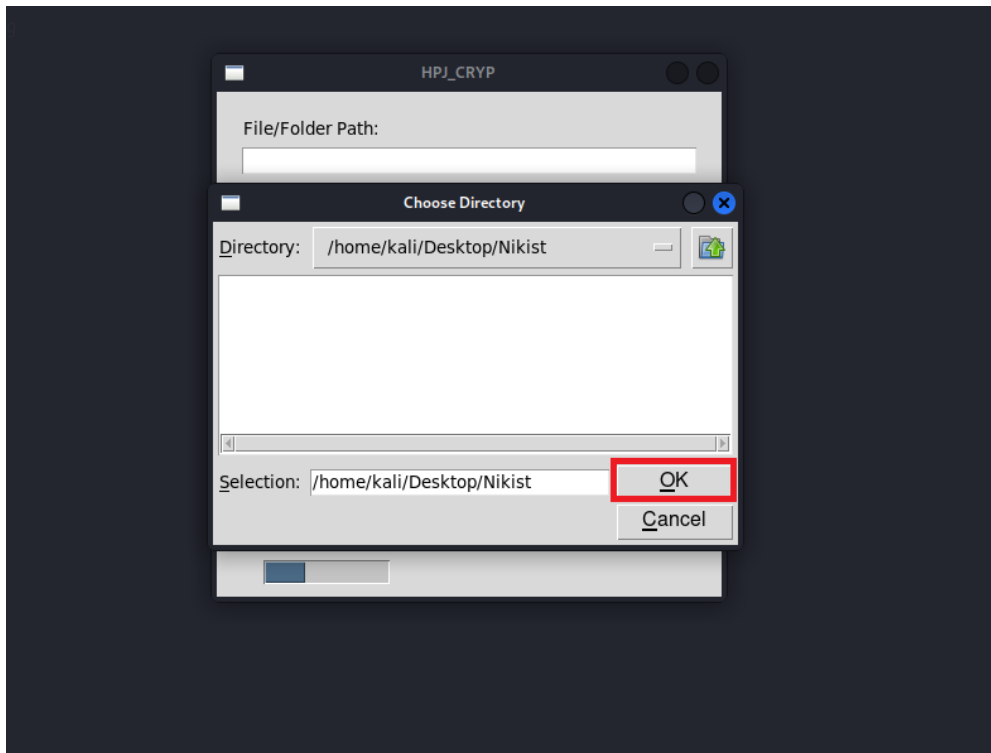 HPJ_CRYP
File/Folder Path:
Choose Directory
Directory: /home/kali/Desktop/Nikist
Selection: /home/kali/Desktop/Nikist OK
Cancel